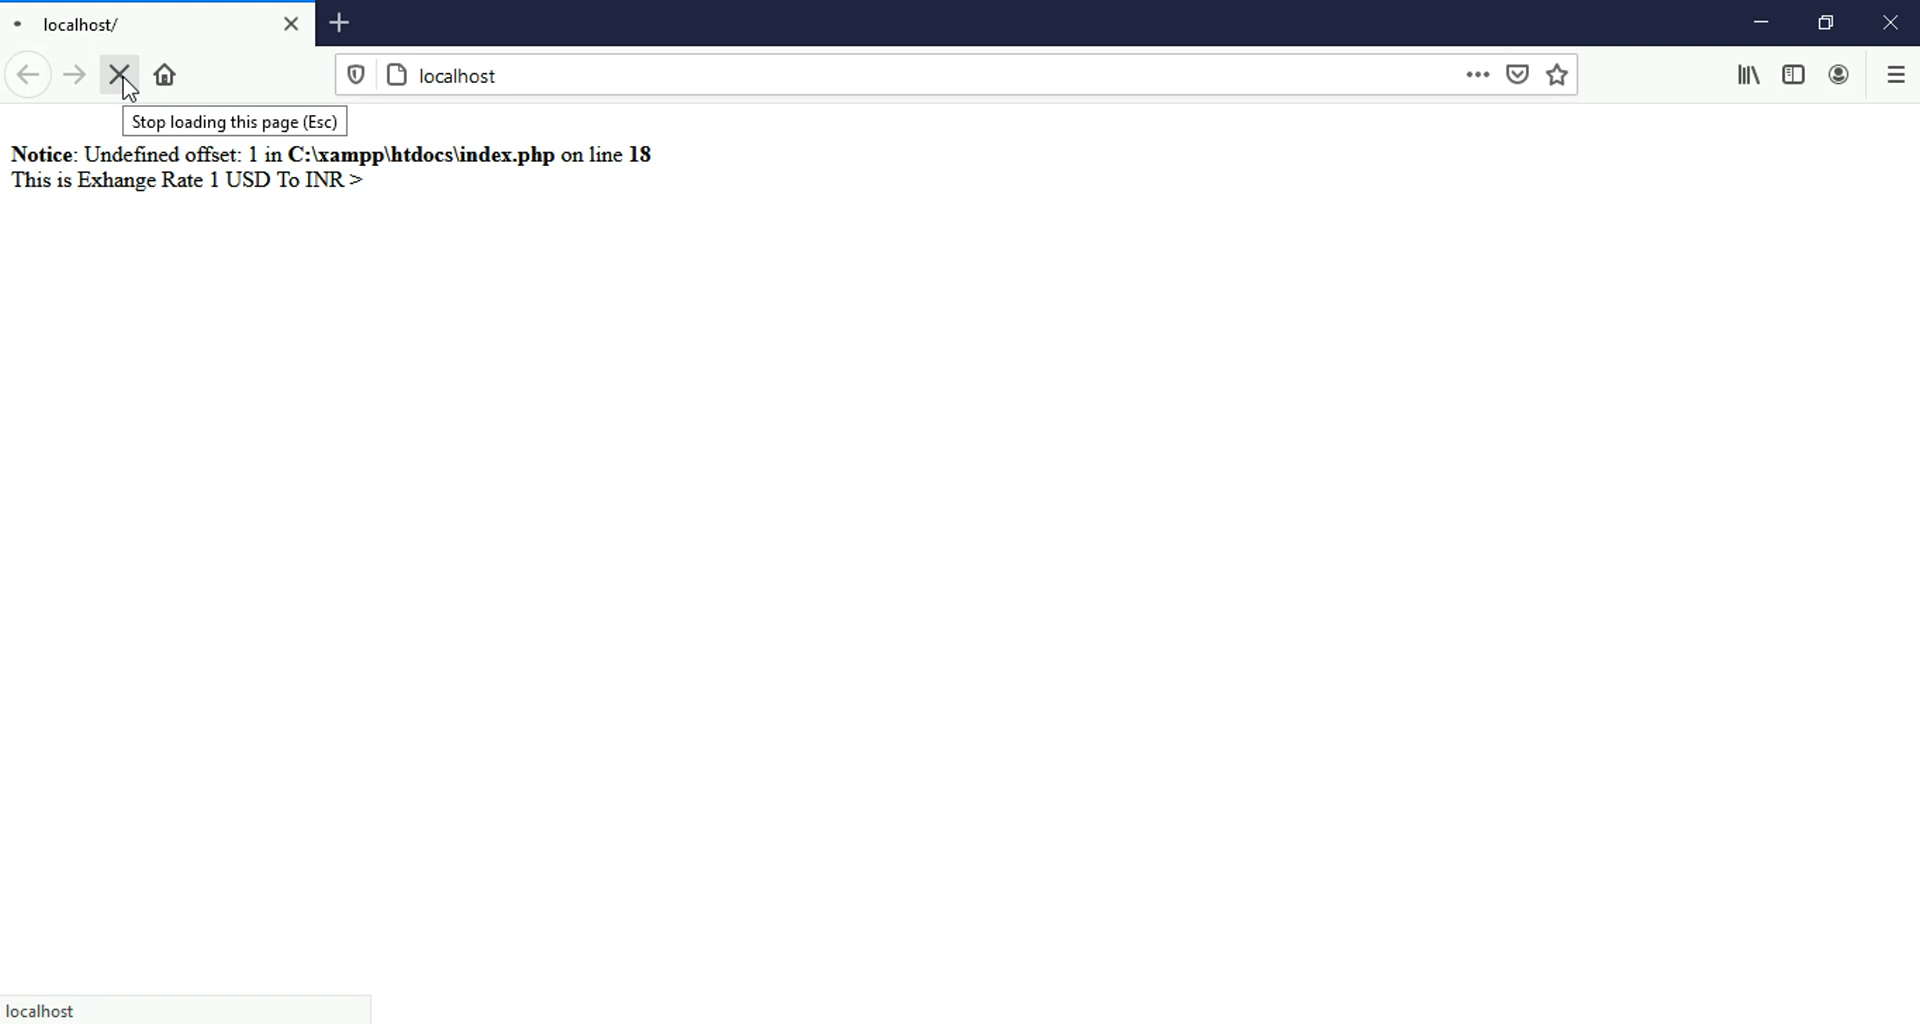 localhost/
localhost
Stop loading this page (Esc)
Notice: Undefined offset: 1 in C:\xampp\htdocs\index.php on line 18
This is Exhange Rate 1 USD To INR >
localhost